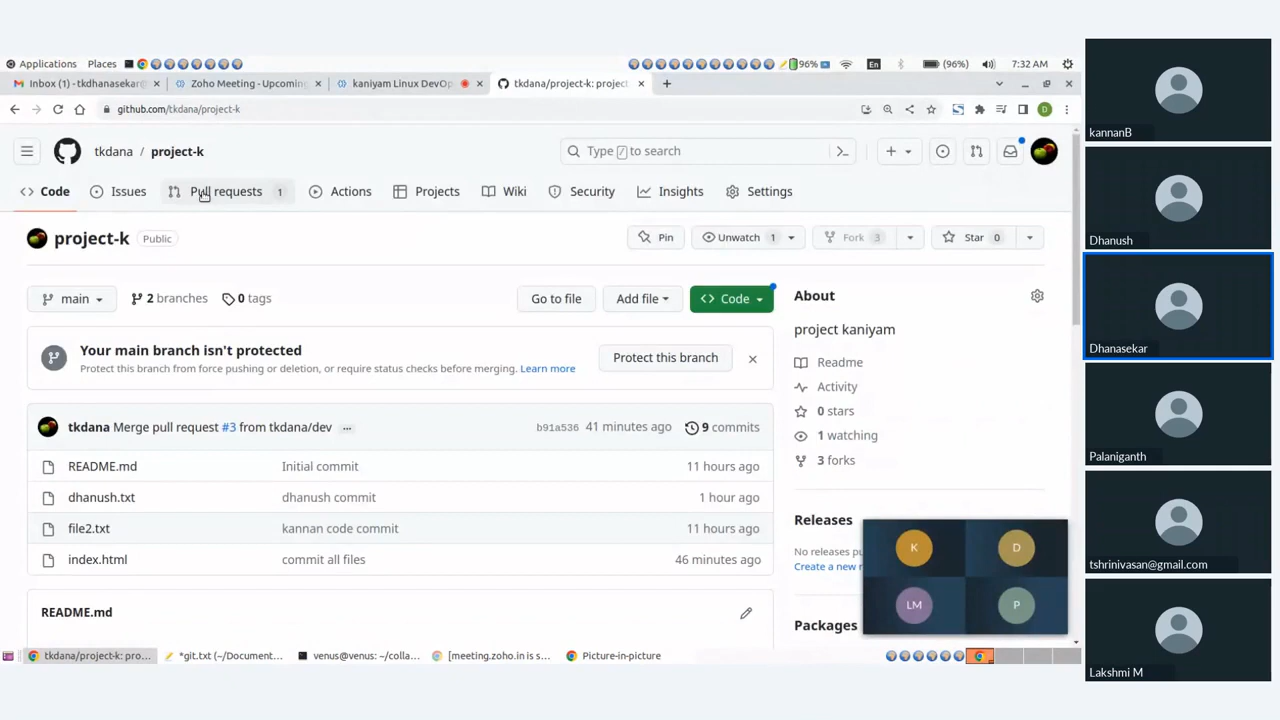 Applications Places 96% En (96%) 7:32 AM
Inbox (1) - tkdhanasekar@ Zoho Meeting - Upcoming kaniyam Linux DevOp tkdana/project-k: project
github.com/tkdana/project-k D
tkdana / project-k Type / to search
Code Issues Pull requests 1 Actions Projects Wiki Security Insights Settings
project-k Public Pin Unwatch 1 Fork 3 Star 0
main 2 branches 0 tags Go to file Add file Code
Your main branch isn't protected
Protect this branch from force pushing or deletion, or require status checks before merging. Learn more
Protect this branch
tkdana Merge pull request #3 from tkdana/dev ... b91a536 41 minutes ago 9 commits
README.md Initial commit 11 hours ago
dhanush.txt dhanush commit 1 hour ago
file2.txt kannan code commit 11 hours ago
index.html commit all files 46 minutes ago
README.md
About
project kaniyam
Readme
Activity
0 stars
1 watching
3 forks
Releases
No releases pu
Create a new r
Packages
K D
LM P
tkdana/project-k: pro... *git.txt (~/Document... venus@venus: ~/colla... [meeting.zoho.in is s... Picture-in-picture
kannanB
Dhanush
Dhanasekar
Palaniganth
tshrinivasan@gmail.com
Lakshmi M